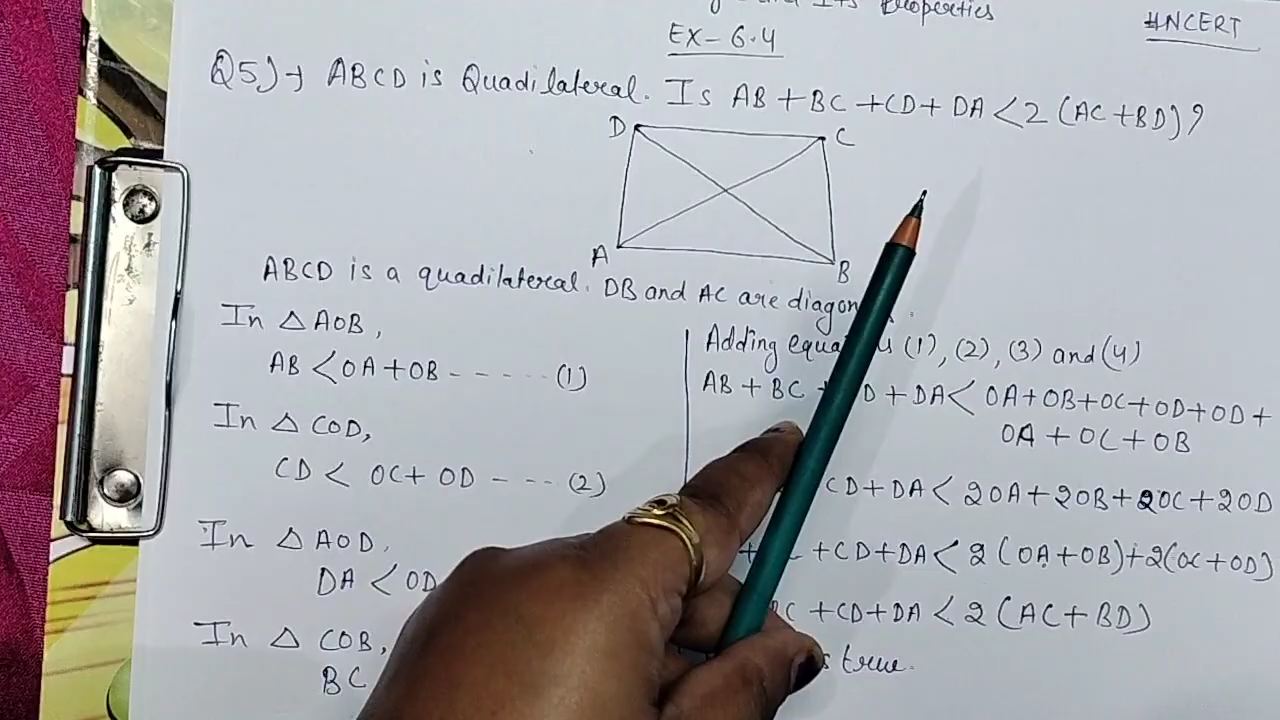 and Its Properties
#NCERT
EX-6.4
Q5)→ ABCD is Quadilateral. Is AB+BC+CD+DA<2(AC+BD)?
D
C
A
B
ABCD is a quadilateral. DB and AC are
In △AOB,
AB<OA+OB-----(1)
In △COD,
CD< OC+OD---(2)
In △AOD,
DA<OD
In △COB,
BC
Adding (1), (2), (3) and (4)
AB+BC D+DA< OA+OB+OC+OD+OD+
OA+OC+OB
CD+DA<2OA+2OB+2OC+2OD
+CD+DA<2(OA+OB)+2(OC+OD)
BC+CD+DA<2(AC+BD)
true.